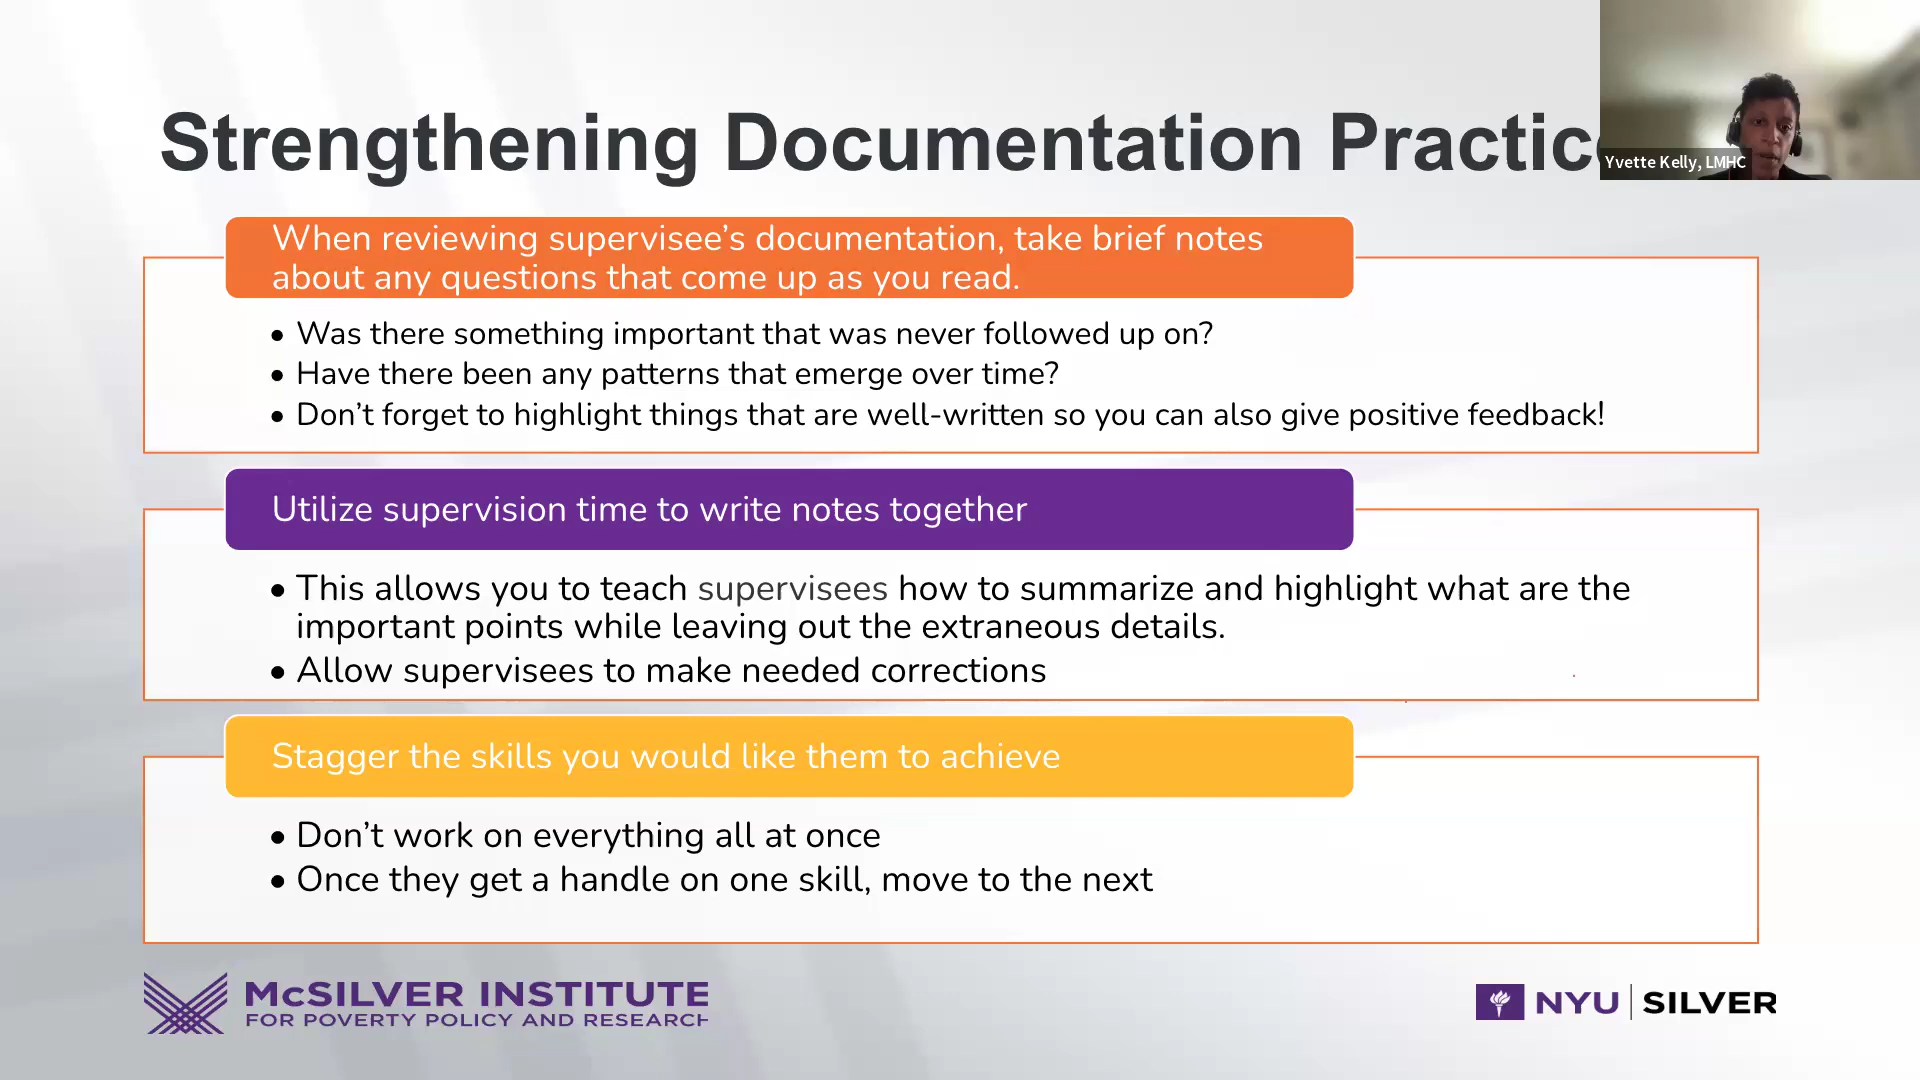 Strengthening Documentation Practic
Yvette Kelly, LMHC
When reviewing supervisee’s documentation, take brief notes
about any questions that come up as you read.
• Was there something important that was never followed up on?
• Have there been any patterns that emerge over time?
• Don’t forget to highlight things that are well-written so you can also give positive feedback!
Utilize supervision time to write notes together
• This allows you to teach supervisees how to summarize and highlight what are the
important points while leaving out the extraneous details.
• Allow supervisees to make needed corrections
Stagger the skills you would like them to achieve
• Don’t work on everything all at once
• Once they get a handle on one skill, move to the next
McSILVER INSTITUTE
FOR POVERTY POLICY AND RESEARCH
NYU SILVER